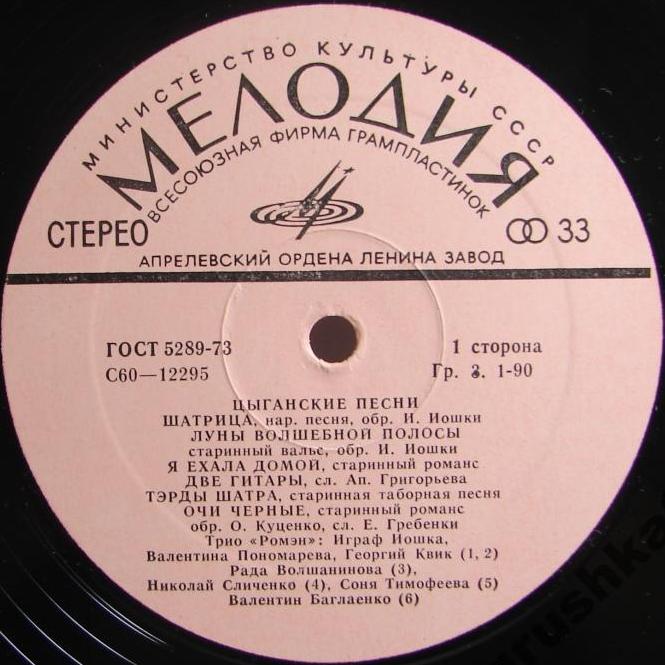 МИНИСТЕРСТВО КУЛЬТУРЫ СССР
МЕЛОДИЯ
ВСЕСОЮЗНАЯ ФИРМА ГРАМПЛАСТИНОК
СТЕРЕО
33
АПРЕЛЕВСКИЙ ОРДЕНА ЛЕНИНА ЗАВОД
ГОСТ 5289-73
1 сторона
С60—12295
Гр. 3. 1-90
ЦЫГАНСКИЕ ПЕСНИ
ШАТРИЦА, нар. песня, обр. И. Иошки
ЛУНЫ ВОЛШЕБНОЙ ПОЛОСЫ
старинный вальс, обр. И. Иошки
Я ЕХАЛА ДОМОЙ, старинный романс
ДВЕ ГИТАРЫ, сл. Ап. Григорьева
ТЭРДЫ ШАТРА, старинная таборная песня
ОЧИ ЧЕРНЫЕ, старинный романс
обр. О. Куценко, сл. Е. Гребенки
Трио «Ромэн»: Играф Иошка,
Валентина Пономарева, Георгий Квик (1, 2)
Рада Волшанинова (3),
Николай Сличенко (4), Соня Тимофеева (5)
Валентин Баглаенко (6)